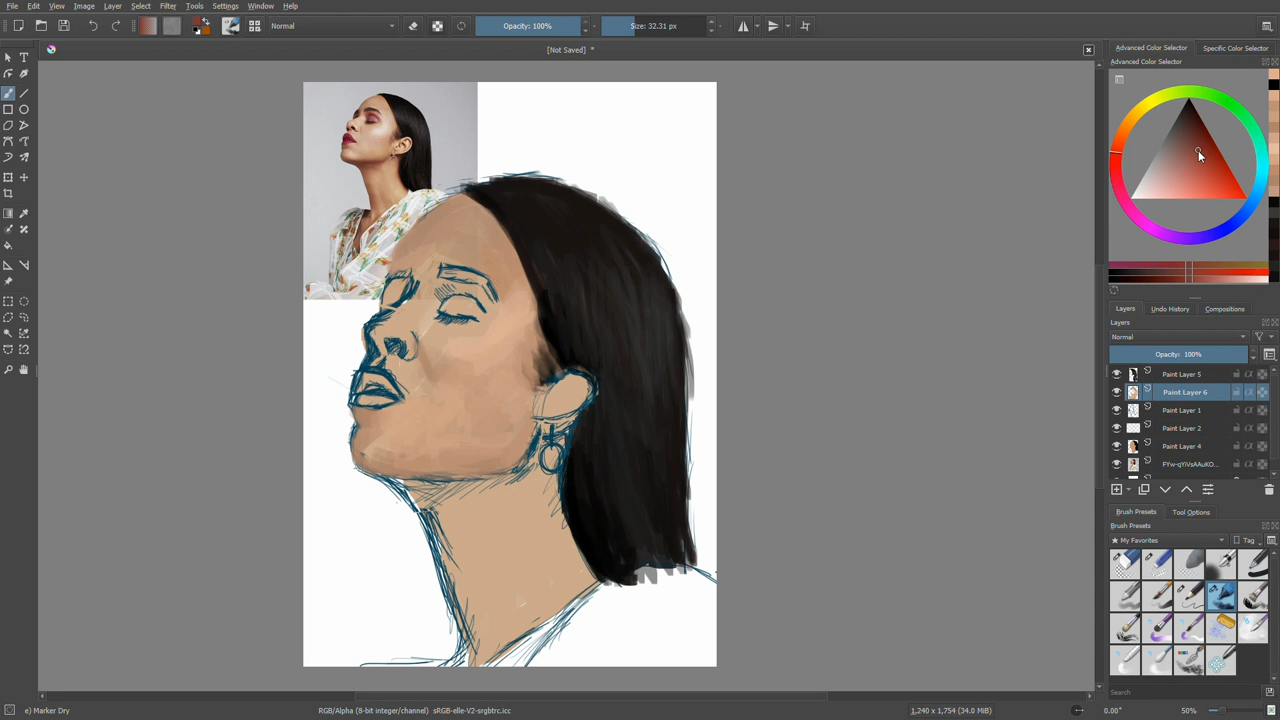 File Edit View Image Layer Select Filter Tools Settings Window Help
Normal Opacity: 100% Size: 32.31 px
[Not Saved] *
Advanced Color Selector Specific Color Selector
Advanced Color Selector
Layers Undo History Compositions
Layers
Normal
Opacity: 100%
Paint Layer 5
Paint Layer 6
Paint Layer 1
Paint Layer 2
Paint Layer 4
FYw-qYiVsAAuKO...
Brush Presets Tool Options
Brush Presets
★ My Favorites Tag
Search
e) Marker Dry RGB/Alpha (8-bit integer/channel) sRGB-elle-V2-srgbtrc.icc 1,240 x 1,754 (34.0 MiB) 0.00° 50%